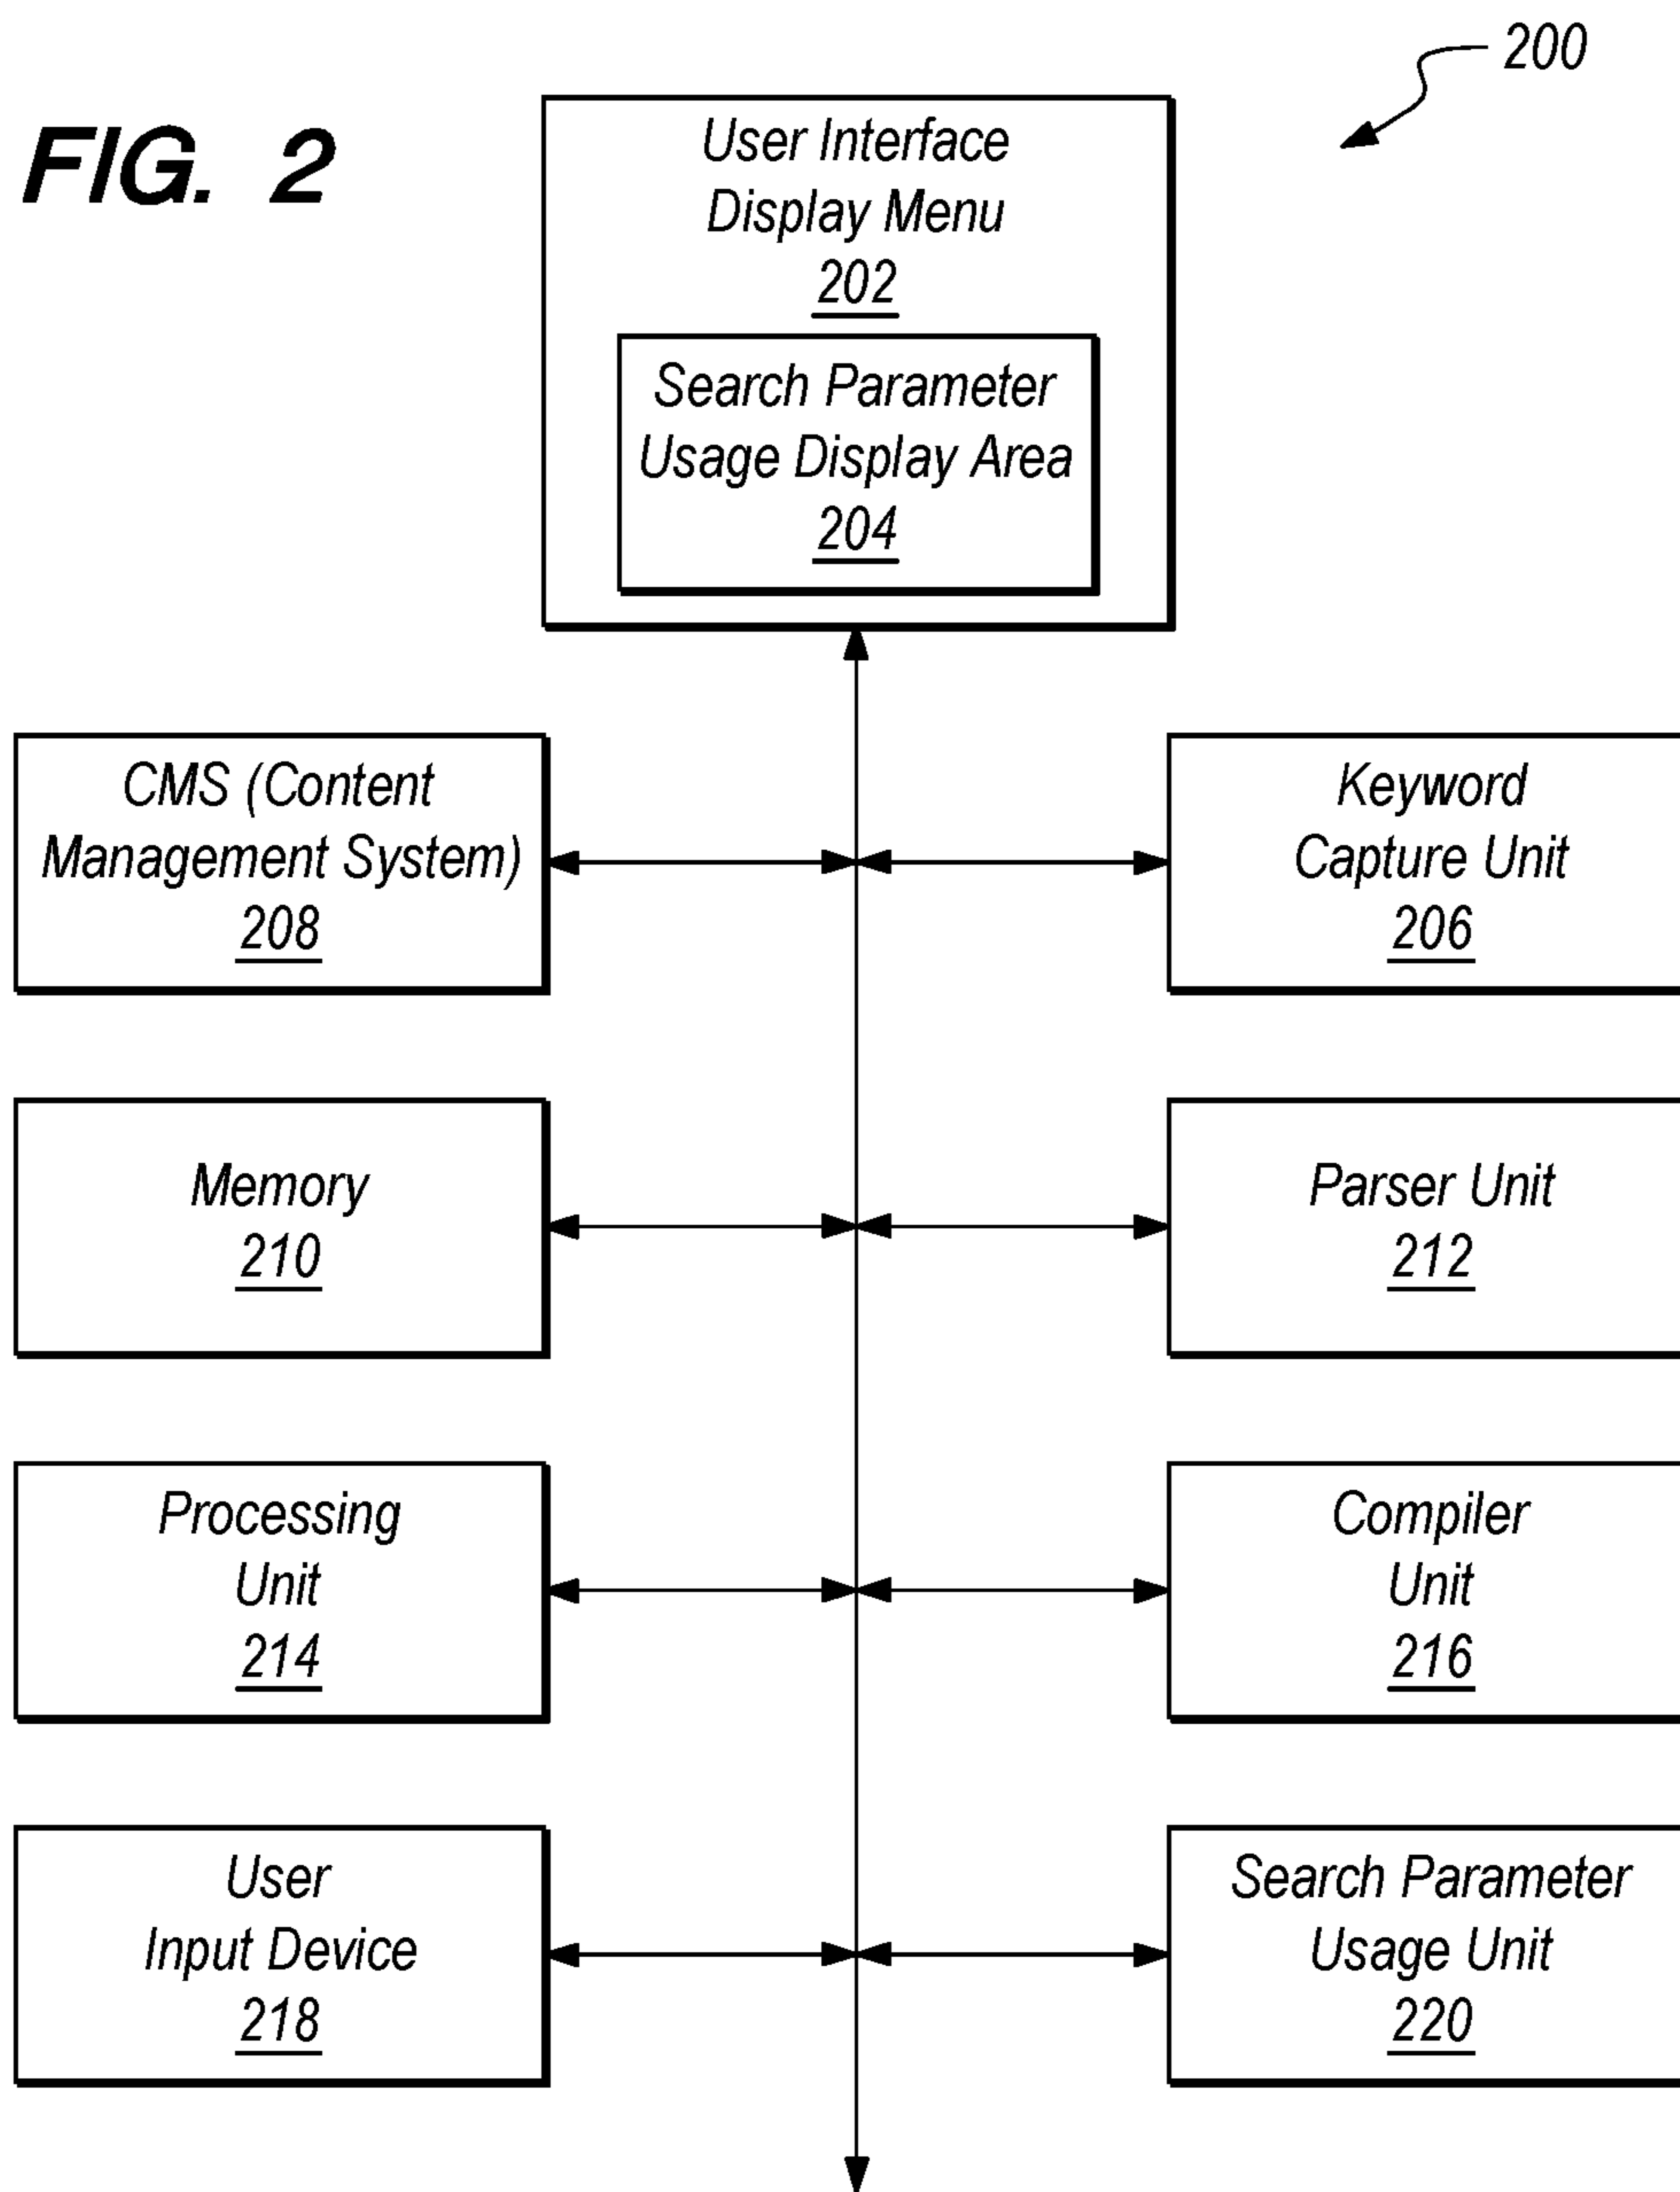 200
FIG. 2
User Interface
Display Menu
202
Search Parameter
Usage Display Area
204
CMS (Content
Management System)
208
Keyword
Capture Unit
206
Memory
210
Parser Unit
212
Processing
Unit
214
Compiler
Unit
216
User
Input Device
218
Search Parameter
Usage Unit
220